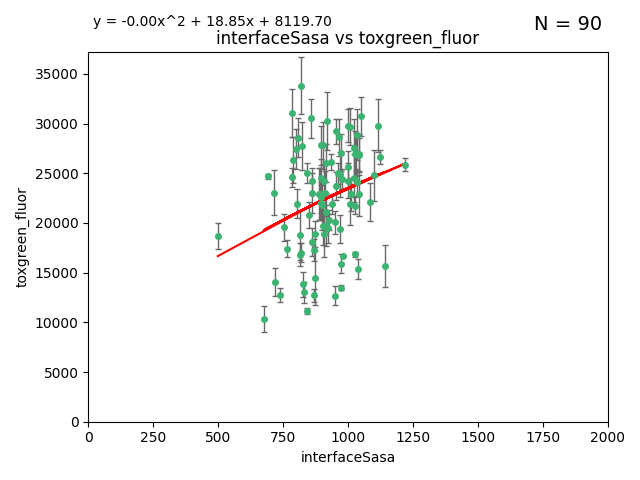 y = -0.00x^2 + 18.85x + 8119.70
N = 90
interfaceSasa vs toxgreen_fluor
35000
30000
25000
20000
15000
10000
5000
0
toxgreen_fluor
0 250 500 750 1000 1250 1500 1750 2000
interfaceSasa